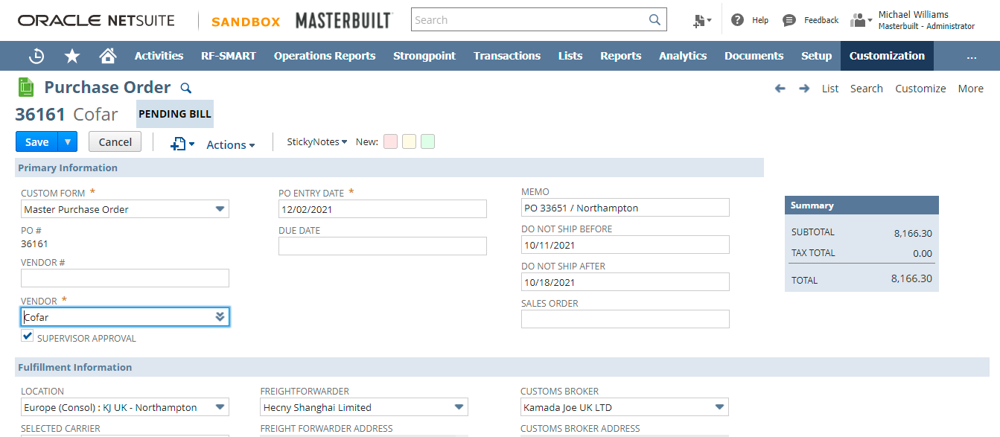 ORACLE NETSUITE SANDBOX MASTERBUILT Search Help Feedback Michael Williams
Masterbuilt - Administrator
Activities RF-SMART Operations Reports Strongpoint Transactions Lists Reports Analytics Documents Setup Customization ...
Purchase Order List Search Customize More
36161 Cofar PENDING BILL
Save Cancel Actions StickyNotes New:
Primary Information
CUSTOM FORM * PO ENTRY DATE * MEMO
Master Purchase Order 12/02/2021 PO 33651 / Northampton
Summary
PO # DUE DATE DO NOT SHIP BEFORE
SUBTOTAL 8,166.30
36161 10/11/2021
TAX TOTAL 0.00
VENDOR # DO NOT SHIP AFTER
10/18/2021
TOTAL 8,166.30
VENDOR * SALES ORDER
Cofar
SUPERVISOR APPROVAL
Fulfillment Information
LOCATION FREIGHTFORWARDER CUSTOMS BROKER
Europe (Consol) : KJ UK - Northampton Hecny Shanghai Limited Kamada Joe UK LTD
SELECTED CARRIER FREIGHT FORWARDER ADDRESS CUSTOMS BROKER ADDRESS